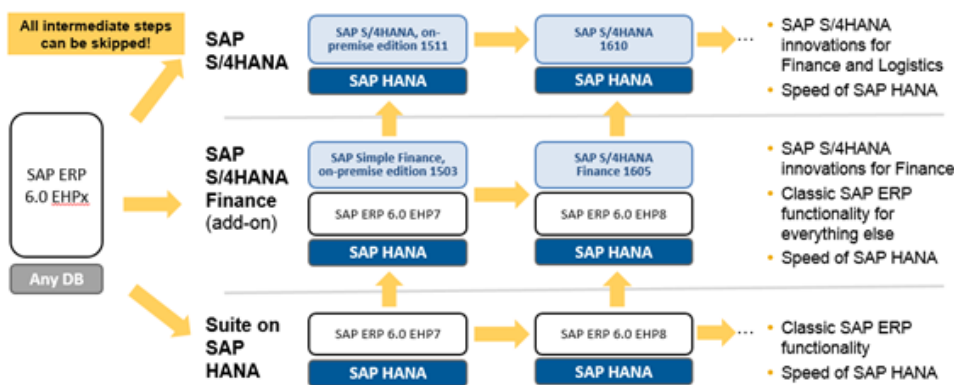 All intermediate steps
can be skipped!
SAP ERP
6.0 EHPx
Any DB
SAP
S/4HANA
SAP S/4HANA, on-
premise edition 1511
SAP HANA
SAP S/4HANA
1610
SAP HANA
...
• SAP S/4HANA
innovations for
Finance and Logistics
• Speed of SAP HANA
SAP
S/4HANA
Finance
(add-on)
SAP Simple Finance,
on-premise edition 1503
SAP ERP 6.0 EHP7
SAP HANA
SAP S/4HANA
Finance 1605
SAP ERP 6.0 EHP8
SAP HANA
• SAP S/4HANA
innovations for Finance
• Classic SAP ERP
functionality for
everything else
• Speed of SAP HANA
Suite on
SAP
HANA
SAP ERP 6.0 EHP7
SAP HANA
SAP ERP 6.0 EHP8
SAP HANA
...
• Classic SAP ERP
functionality
• Speed of SAP HANA